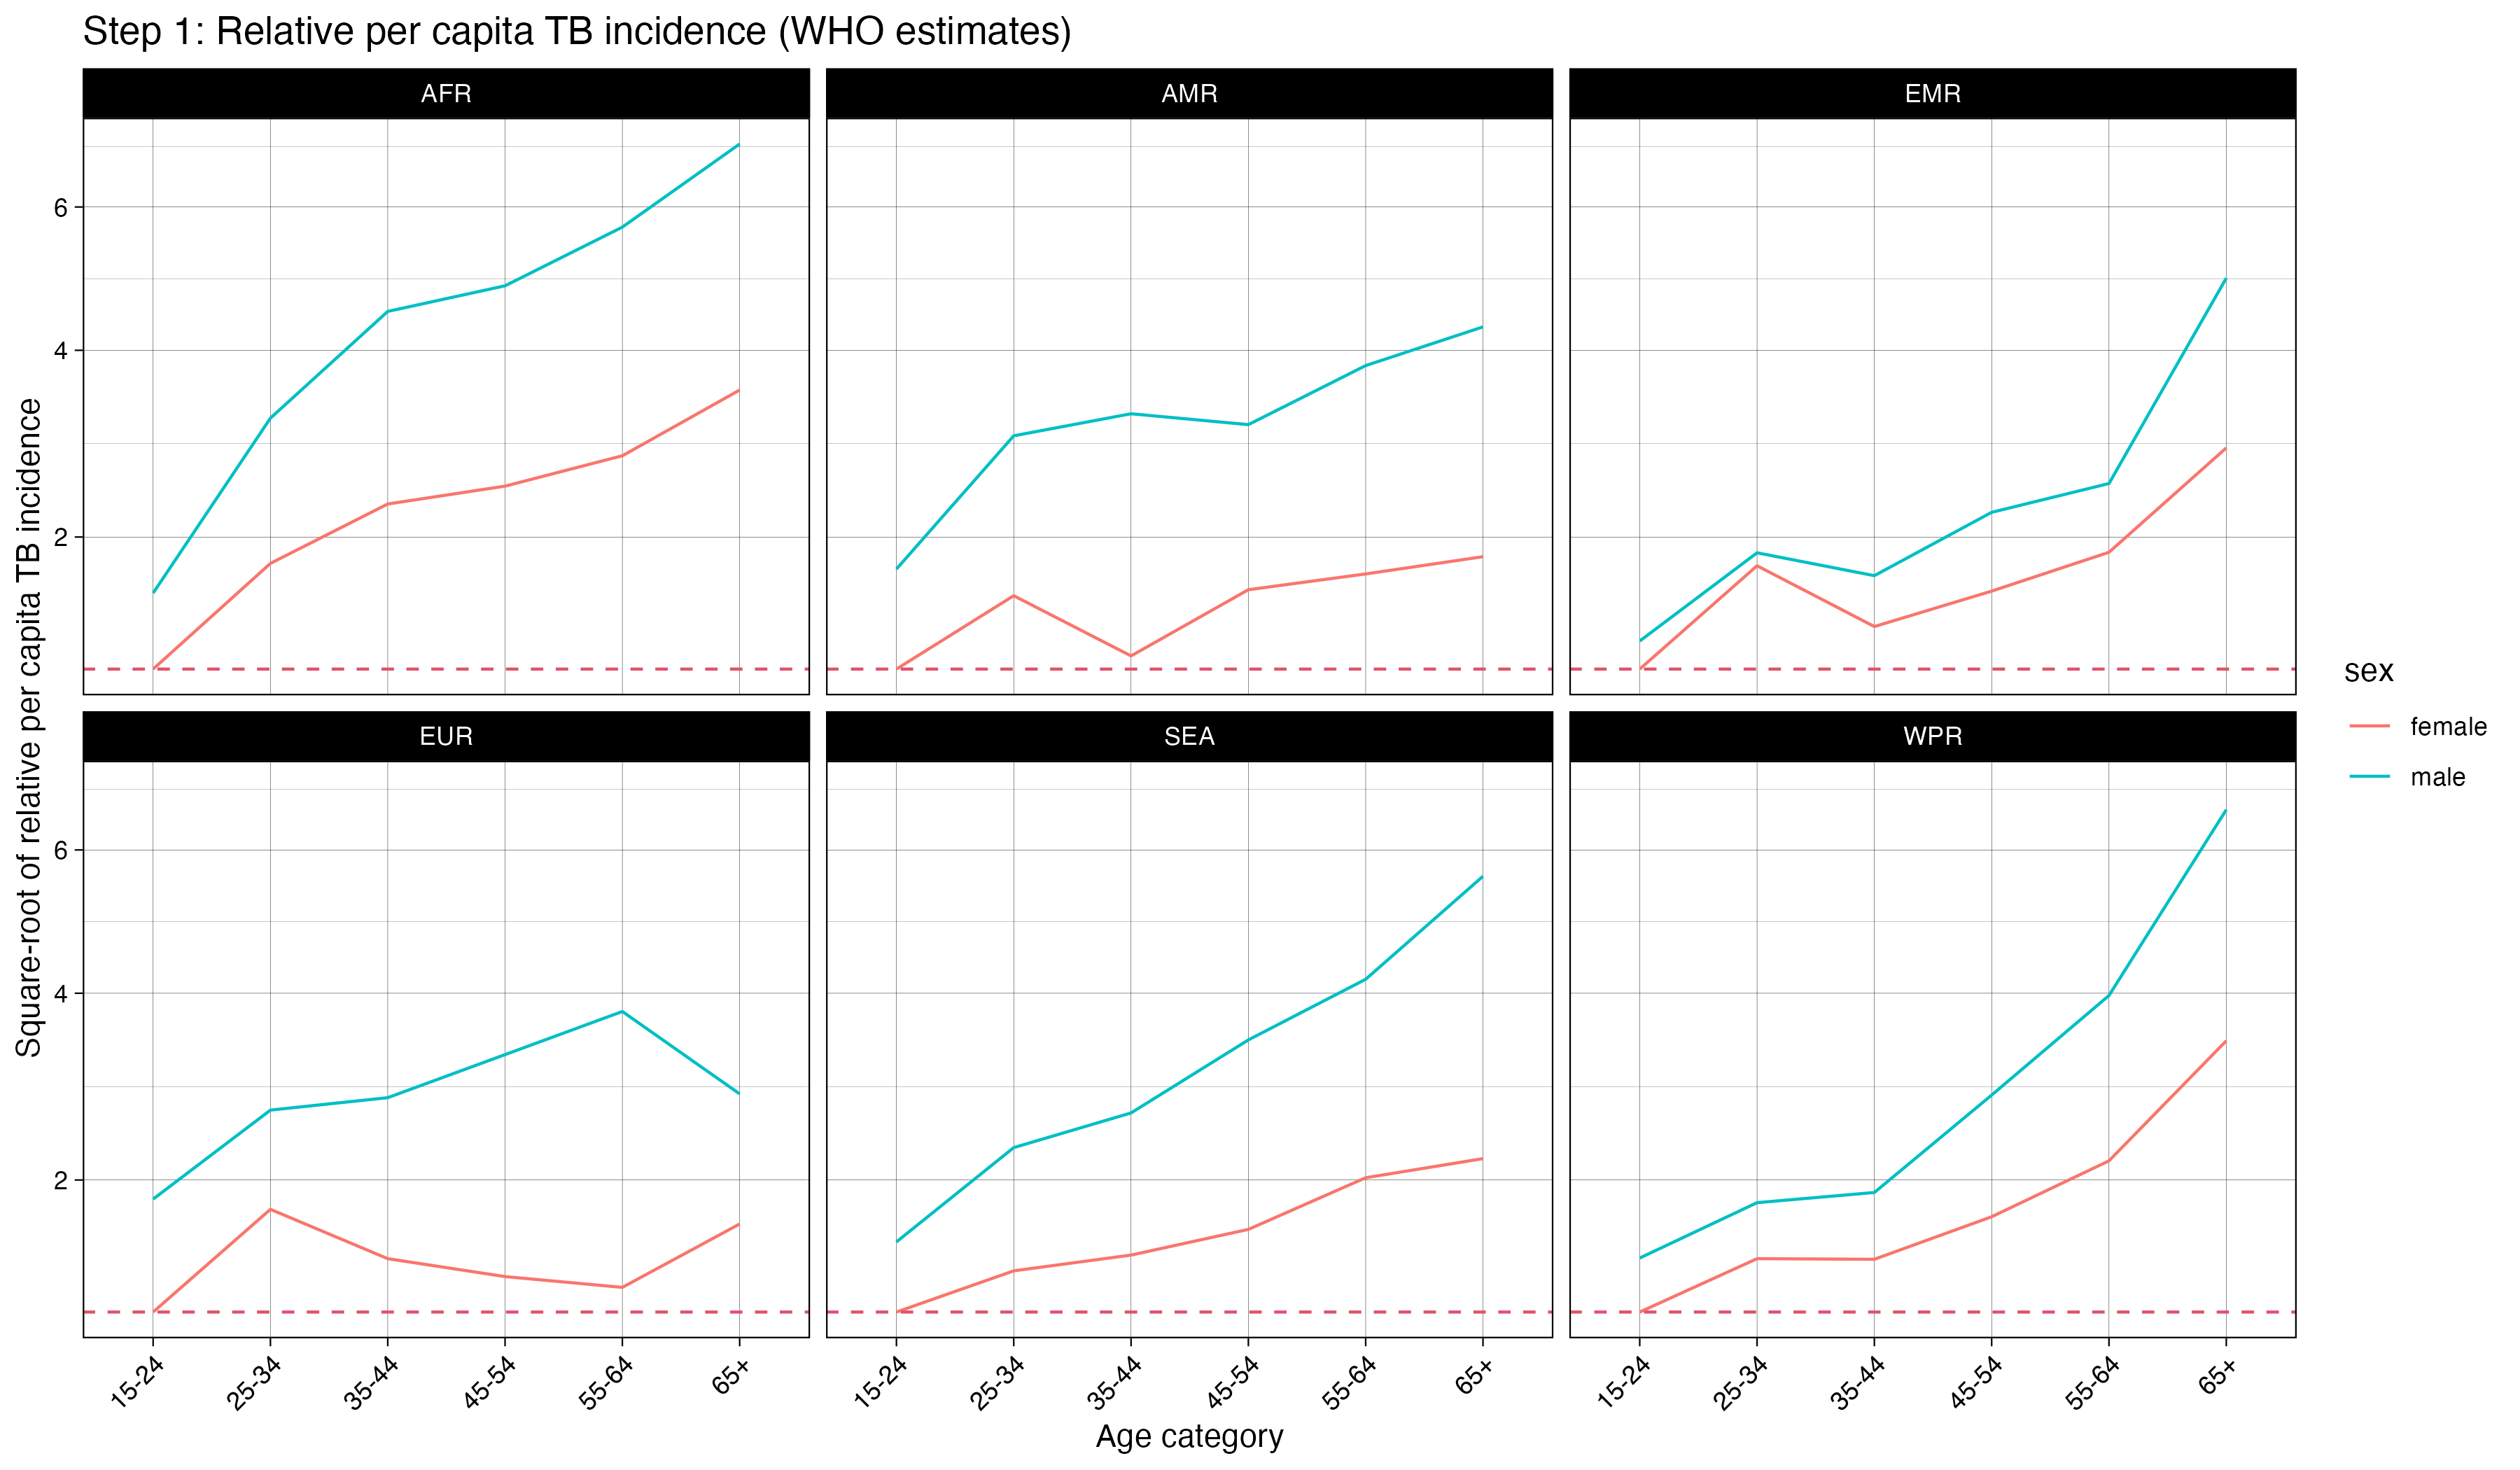 Step 1: Relative per capita TB incidence (WHO estimates)
AFR
AMR
EMR
6
4
2
EUR
SEA
WPR
6
4
2
Square-root of relative per capita TB incidence
15-24
25-34
35-44
45-54
55-64
65+
15-24
25-34
35-44
45-54
55-64
65+
15-24
25-34
35-44
45-54
55-64
65+
Age category
sex
female
male